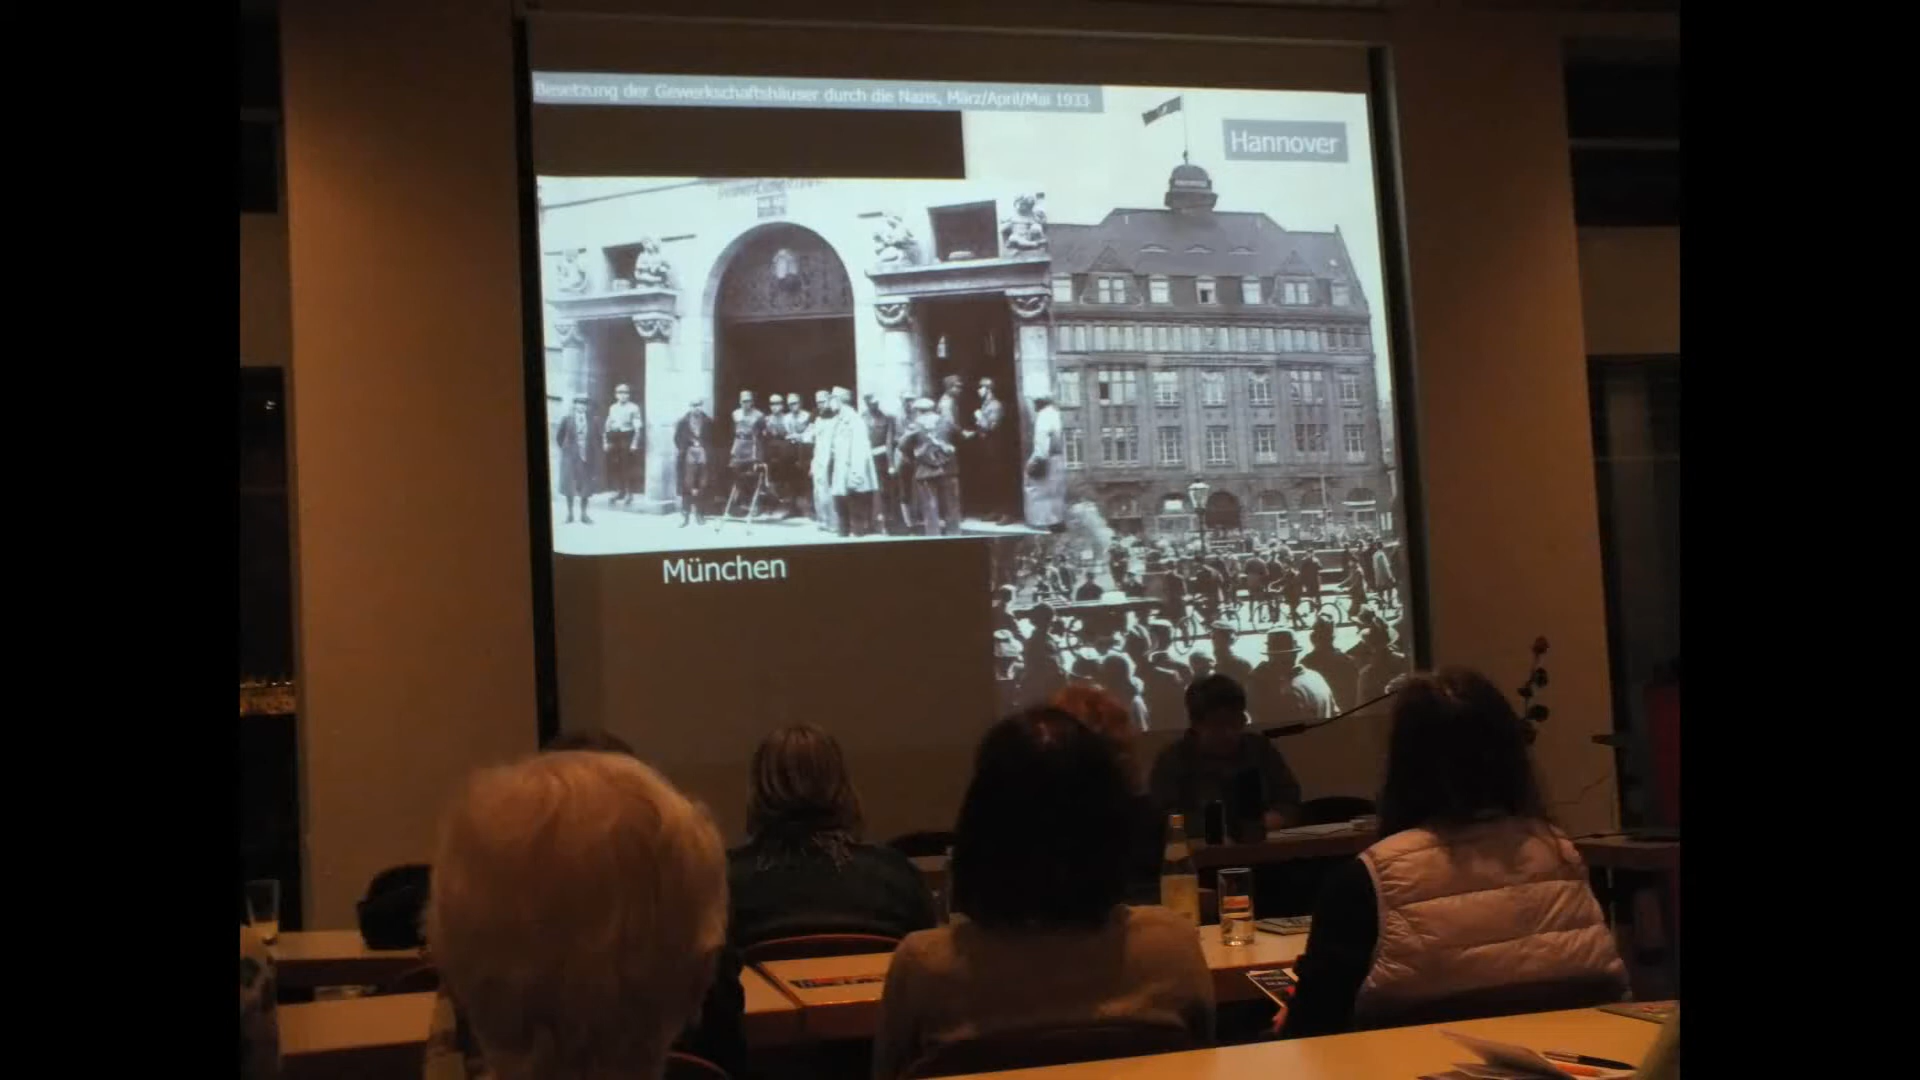 Besetzung der Gewerkschaftshäuser durch die Nazis, März/April/Mai 1933
Hannover
München